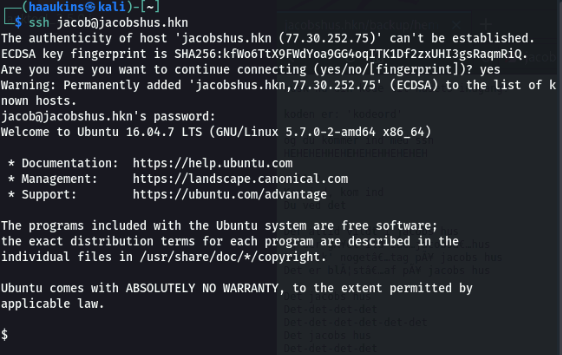 ┌──(haaukins㉿kali)-[~]
└─$ ssh jacob@jacobshus.hkn
The authenticity of host 'jacobshus.hkn (77.30.252.75)' can't be established.
ECDSA key fingerprint is SHA256:kfWo6TtX9FWdYoa9GG4oqITK1Df2zxUHI3gsRaqmRiQ.
Are you sure you want to continue connecting (yes/no/[fingerprint])? yes
Warning: Permanently added 'jacobshus.hkn,77.30.252.75' (ECDSA) to the list of k
nown hosts.
jacob@jacobshus.hkn's password:
Welcome to Ubuntu 16.04.7 LTS (GNU/Linux 5.7.0-2-amd64 x86_64)
* Documentation:  https://help.ubuntu.com
* Management:     https://landscape.canonical.com
* Support:        https://ubuntu.com/advantage
The programs included with the Ubuntu system are free software;
the exact distribution terms for each program are described in the
individual files in /usr/share/doc/*/copyright.
Ubuntu comes with ABSOLUTELY NO WARRANTY, to the extent permitted by
applicable law.
$